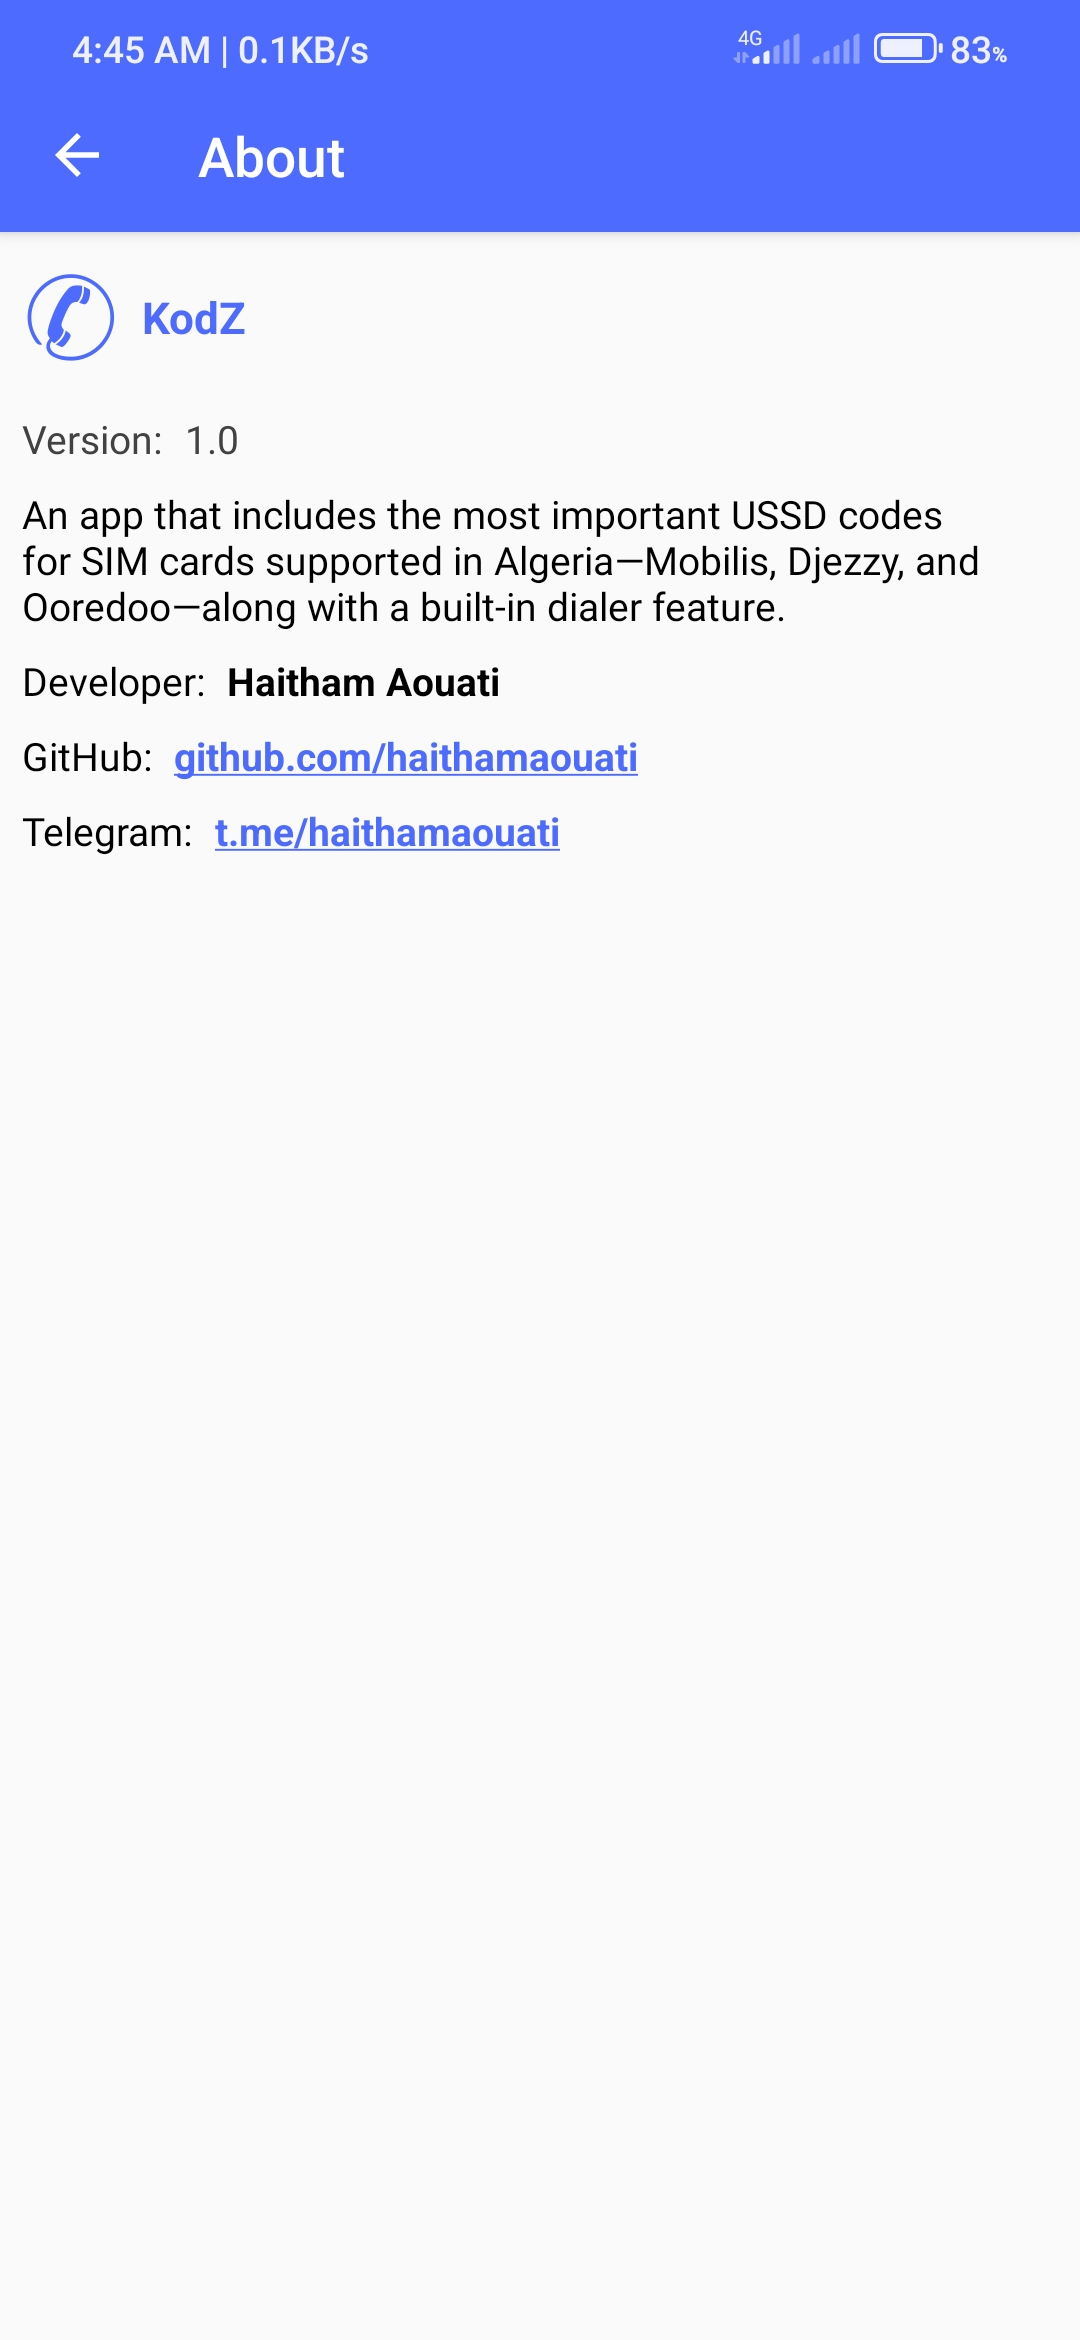 4:45 AM | 0.1KB/s 4G 83%
About
KodZ
Version: 1.0
An app that includes the most important USSD codes
for SIM cards supported in Algeria—Mobilis, Djezzy, and
Ooredoo—along with a built-in dialer feature.
Developer: Haitham Aouati
GitHub: github.com/haithamaouati
Telegram: t.me/haithamaouati